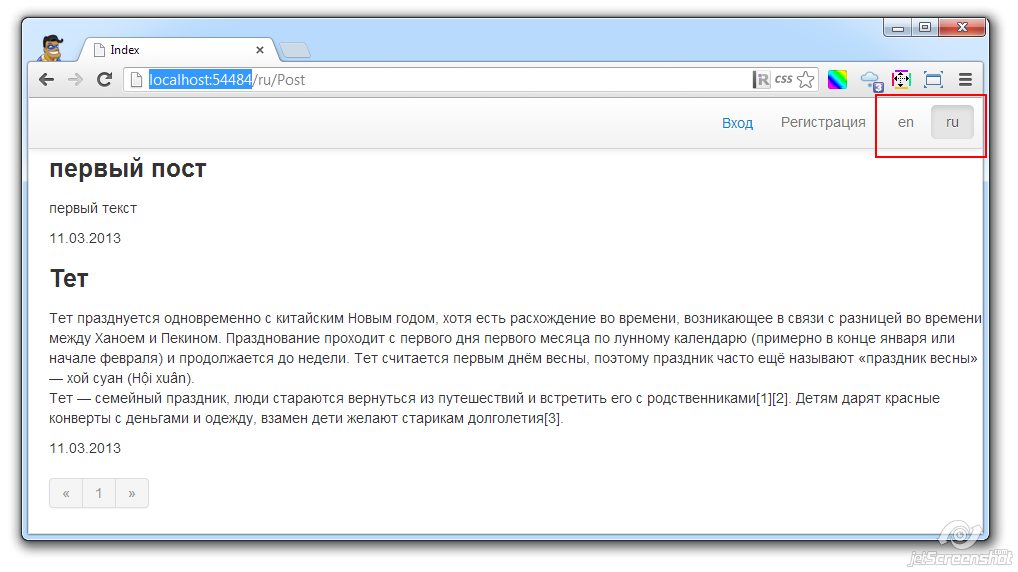 Index
localhost:54484/ru/Post
R CSS
3
Вход Регистрация en ru
первый пост
первый текст
11.03.2013
Тет
Тет празднуется одновременно с китайским Новым годом, хотя есть расхождение во времени, возникающее в связи с разницей во времени
между Ханоем и Пекином. Празднование проходит с первого дня первого месяца по лунному календарю (примерно в конце января или
начале февраля) и продолжается до недели. Тет считается первым днём весны, поэтому праздник часто ещё называют «праздник весны»
— хой суан (Hội xuân).
Тет — семейный праздник, люди стараются вернуться из путешествий и встретить его с родственниками[1][2]. Детям дарят красные
конверты с деньгами и одежду, взамен дети желают старикам долголетия[3].
11.03.2013
« 1 »
jetScreenshot.com